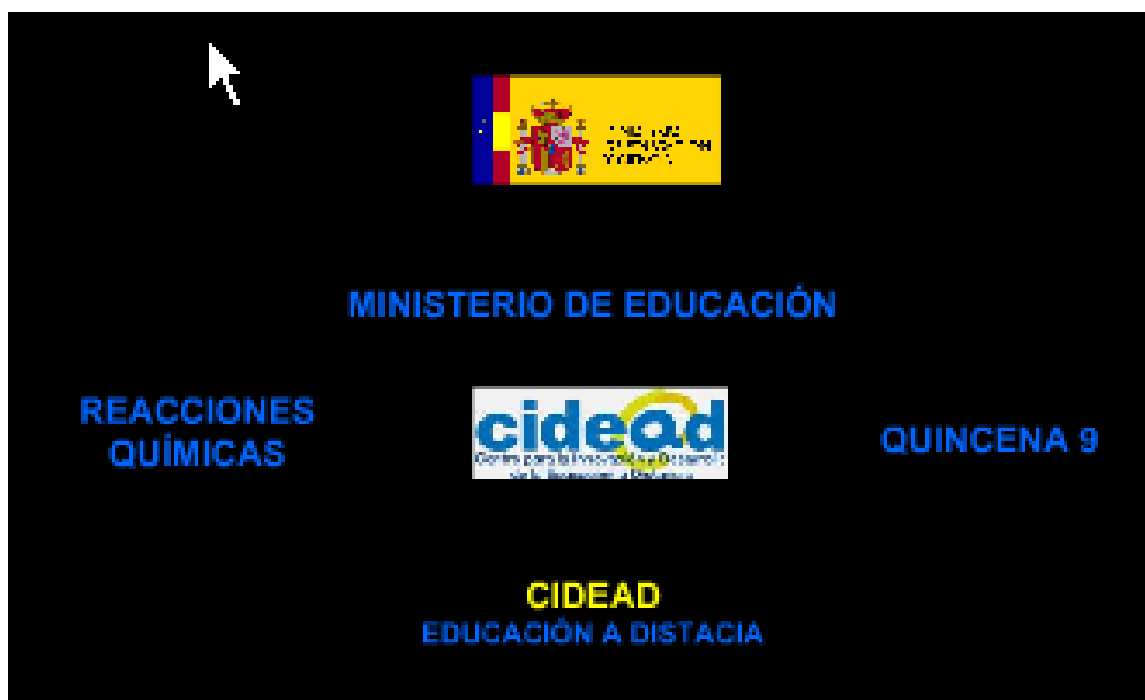 MINISTERIO DE EDUCACIÓN
REACCIONES
QUÍMICAS
cidead
QUINCENA 9
CIDEAD
EDUCACIÓN A DISTACIA